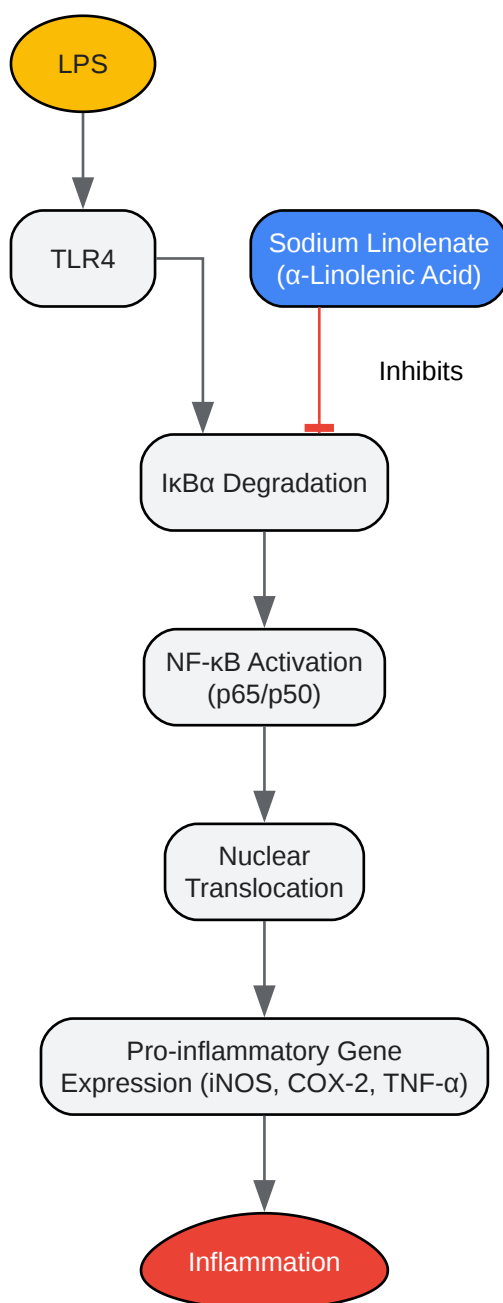 LPS
TLR4
Sodium Linolenate
(α-Linolenic Acid)
Inhibits
IκBα Degradation
NF-κB Activation
(p65/p50)
Nuclear
Translocation
Pro-inflammatory Gene
Expression (iNOS, COX-2, TNF-α)
Inflammation